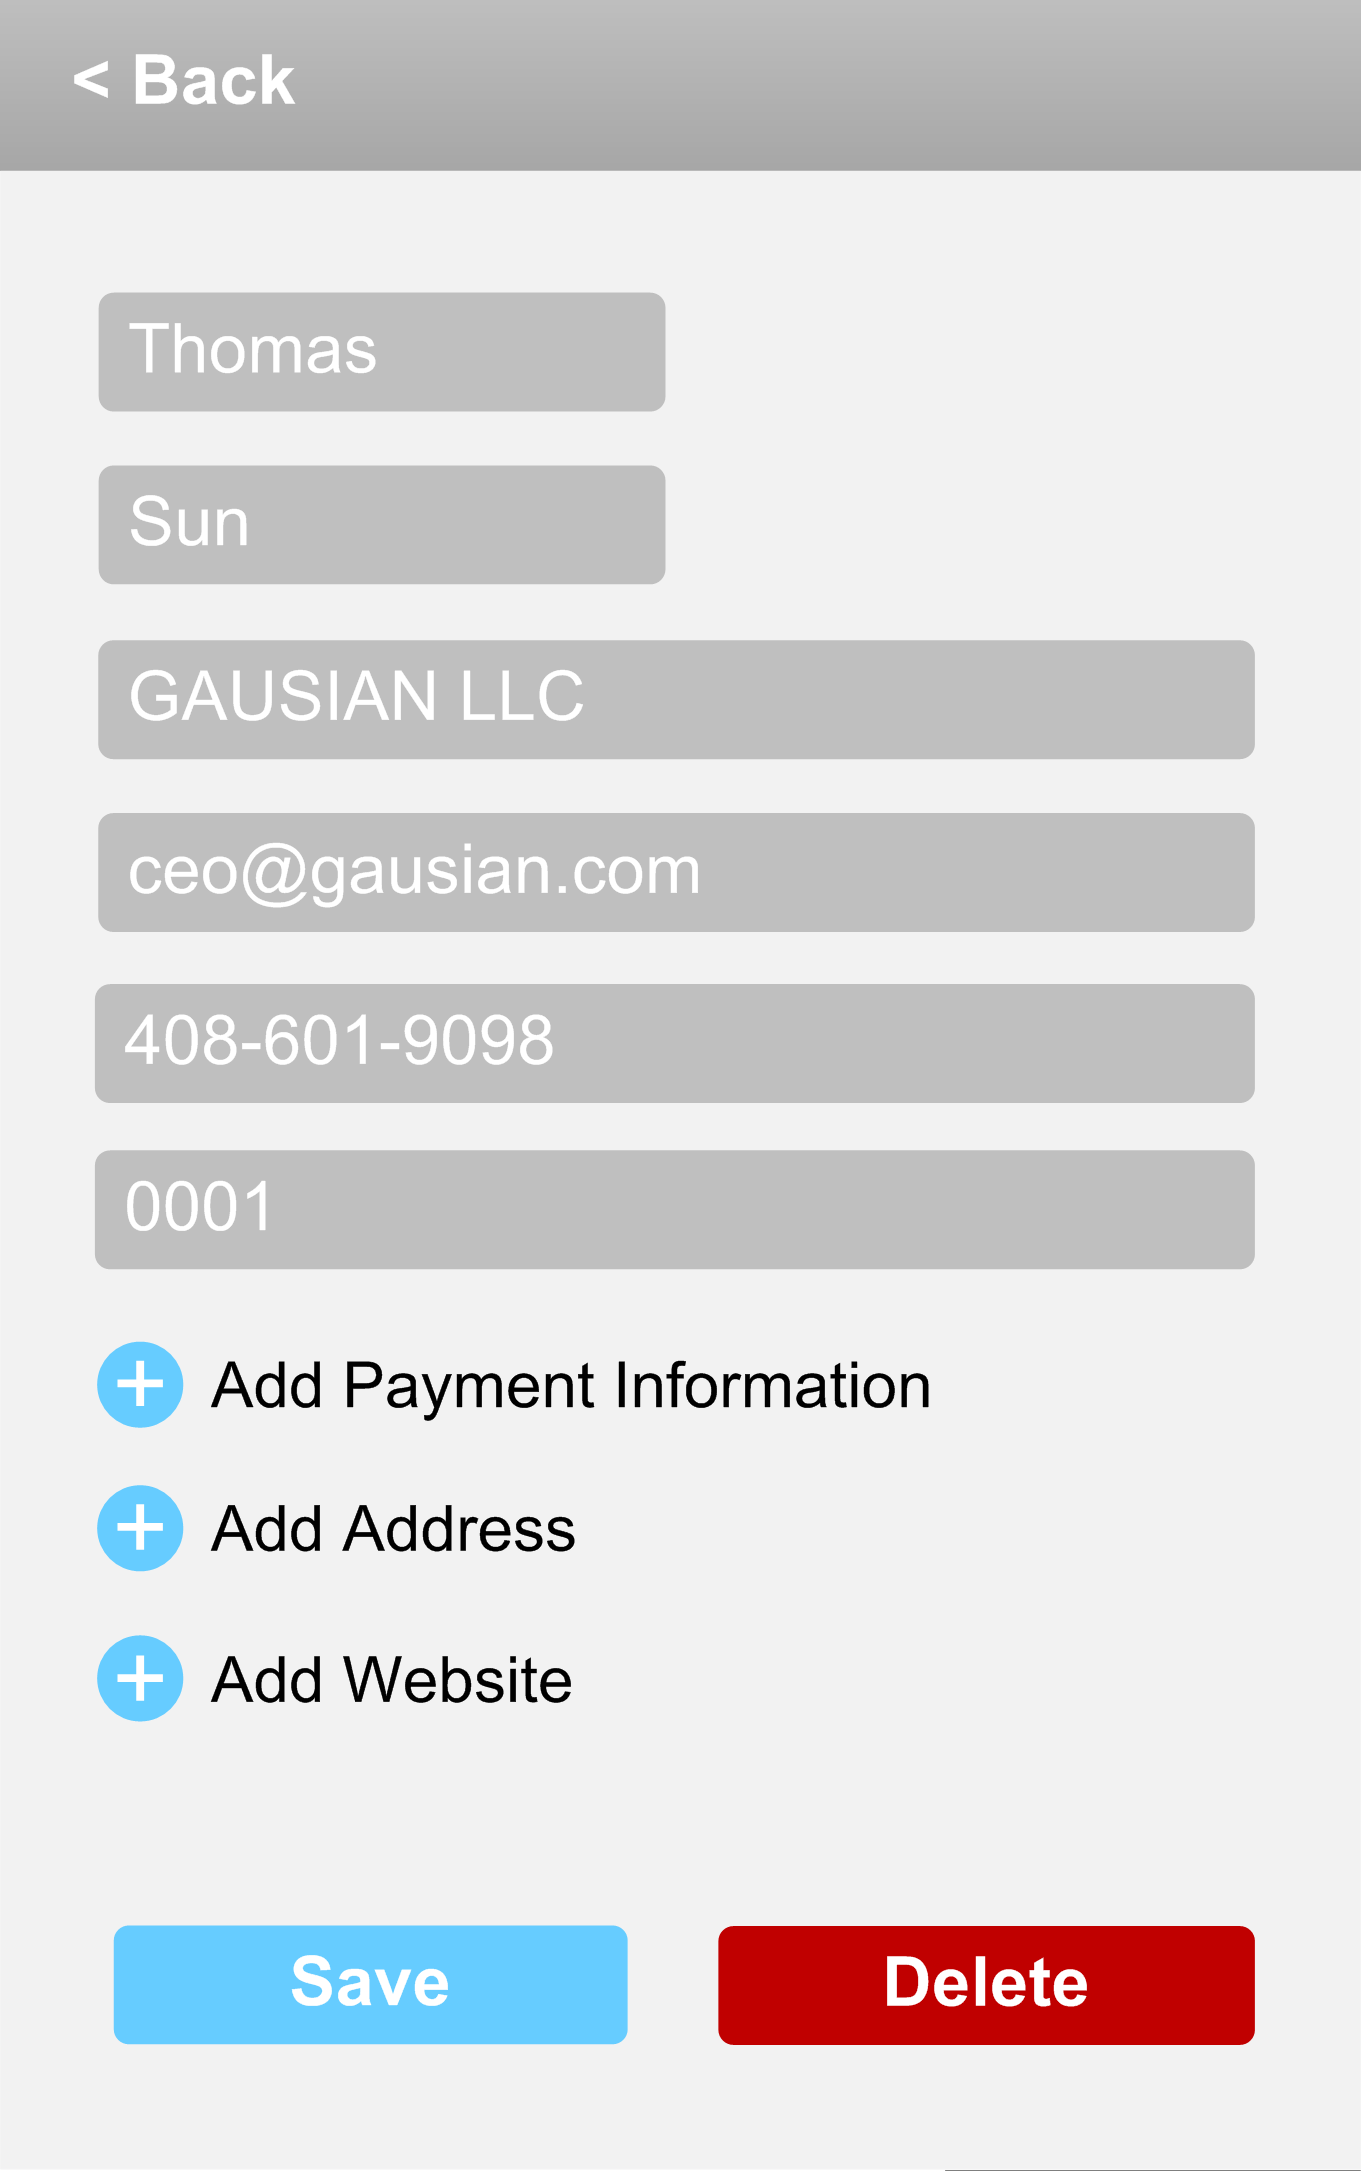 < Back
Thomas
Sun
GAUSIAN LLC
ceo@gausian.com
408-601-9098
0001
Add Payment Information
Add Address
Add Website
Save
Delete